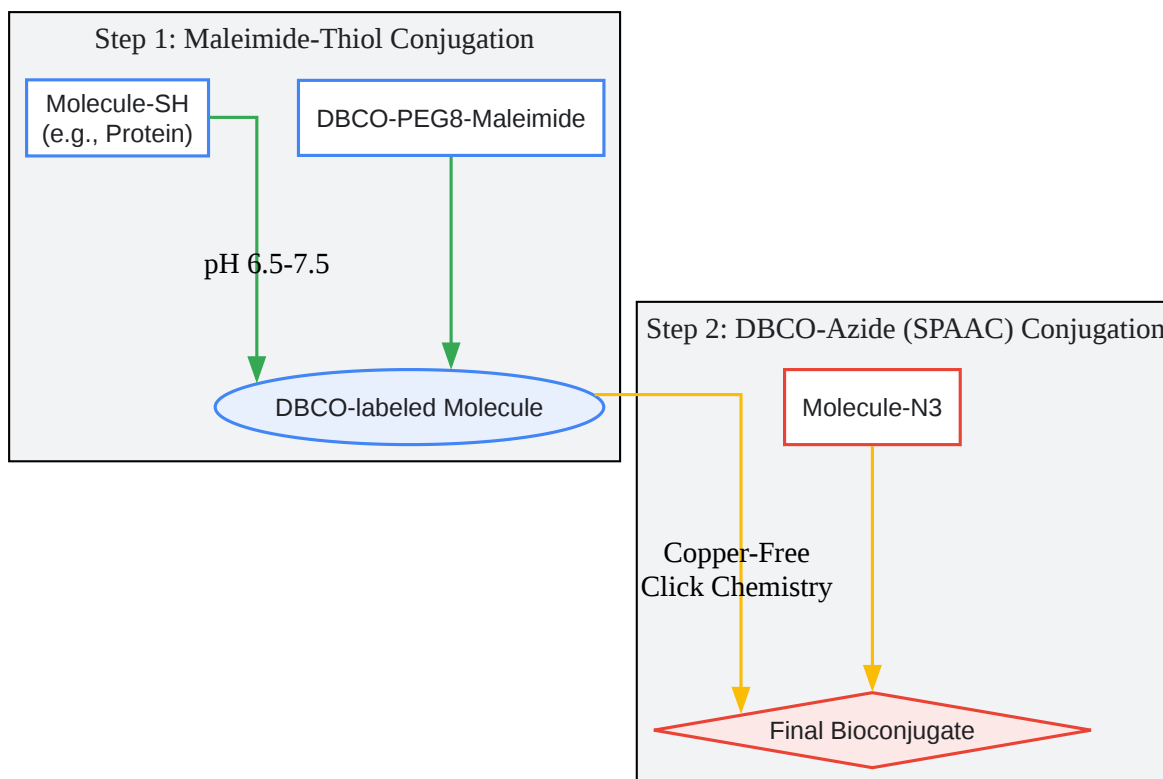 Step 1: Maleimide-Thiol Conjugation
Molecule-SH
(e.g., Protein)
DBCO-PEG8-Maleimide
pH 6.5-7.5
DBCO-labeled Molecule
Step 2: DBCO-Azide (SPAAC) Conjugation
Molecule-N3
Copper-Free
Click Chemistry
Final Bioconjugate